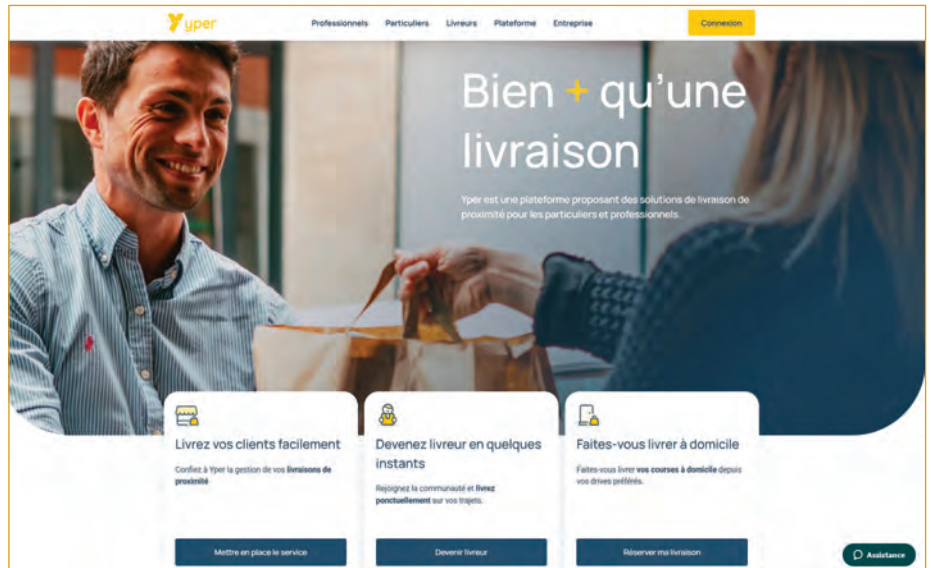 Yper
Professionnels Particuliers Livreurs Plateforme Entreprise Connexion
Bien + qu'une
livraison
Yper est une plateforme proposant des solutions de livraison de
proximité pour les particuliers et professionnels.
Livrez vos clients facilement
Confiez à Yper la gestion de vos livraisons de
proximité
Mettre en place le service
Devenez livreur en quelques
instants
Rejoignez la communauté et livrez
ponctuellement sur vos trajets.
Devenir livreur
Faites-vous livrer à domicile
Faites-vous livrer vos courses à domicile depuis
vos drives préférés.
Réserver ma livraison
Assistance